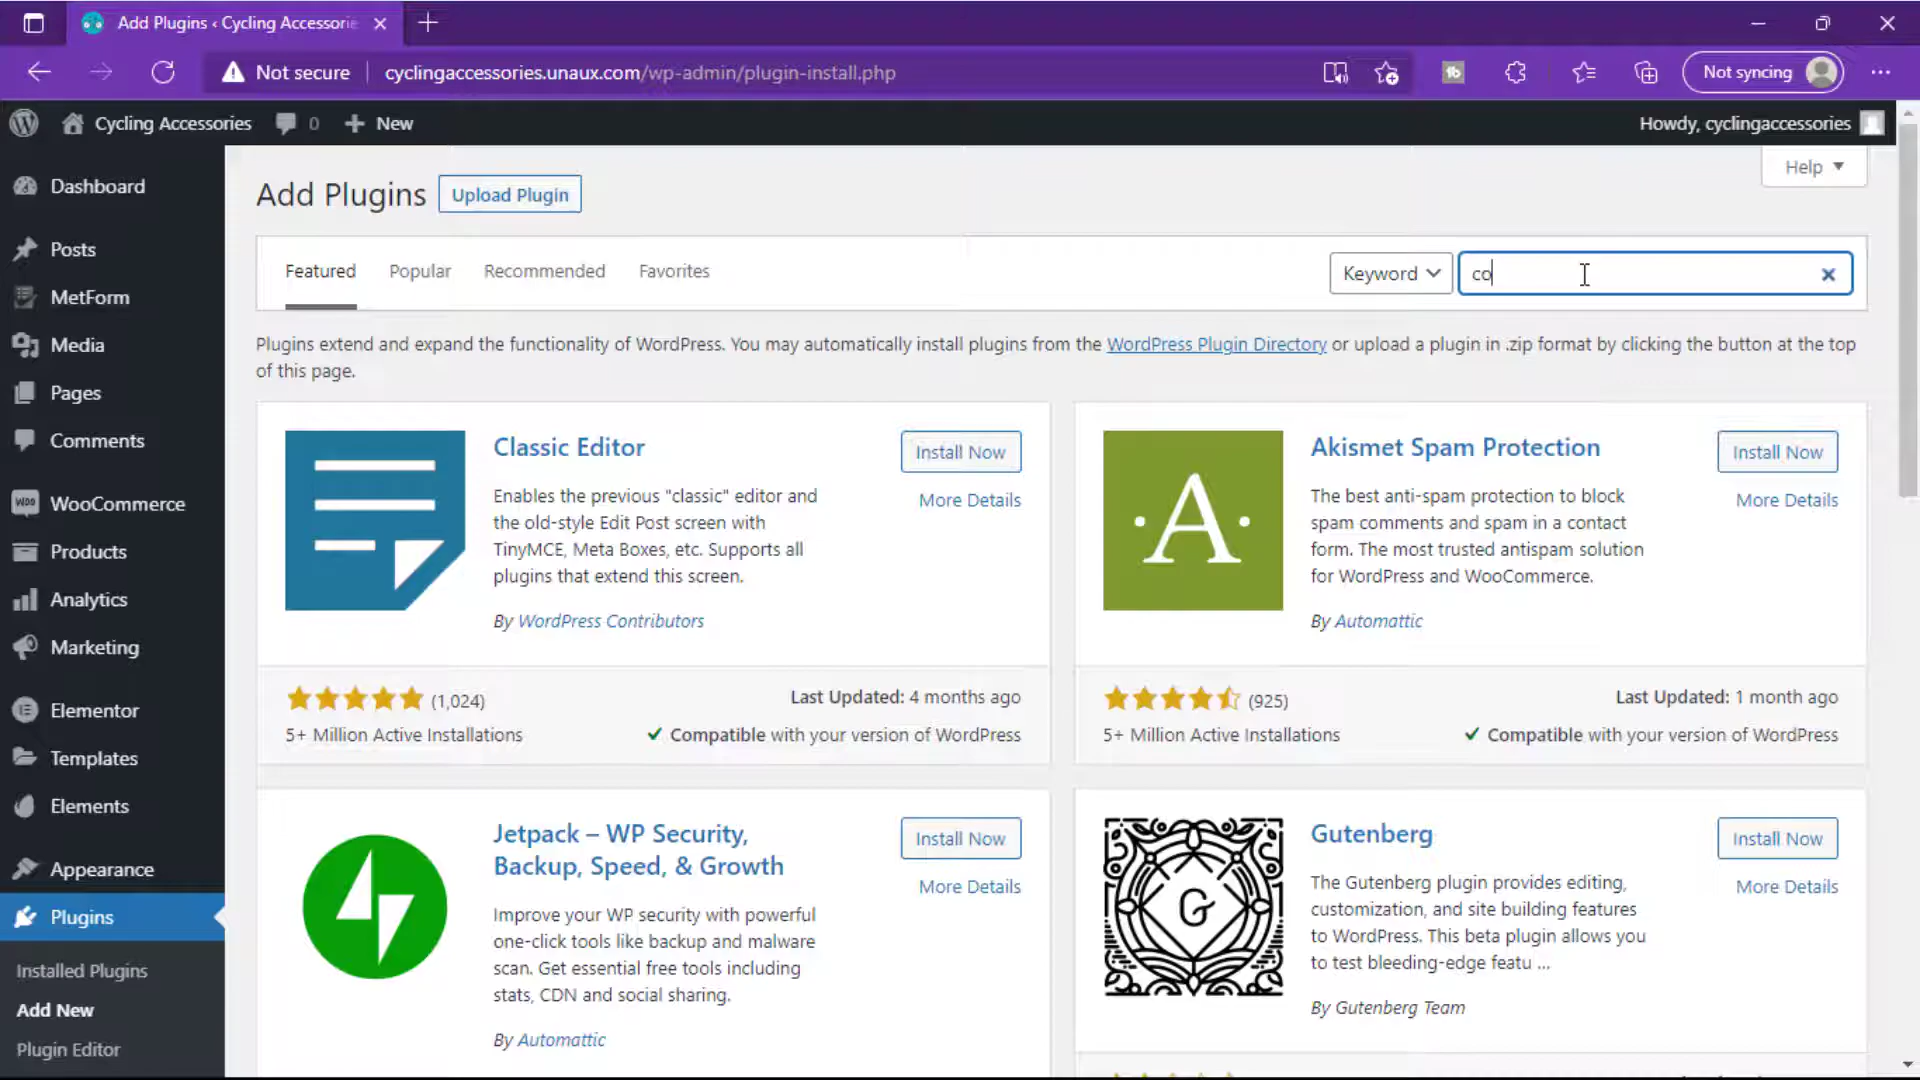 Add Plugins ‹ Cycling Accessorie
Not secure
cyclingaccessories.unaux.com/wp-admin/plugin-install.php
Not syncing
Cycling Accessories
0
New
Howdy, cyclingaccessories
Help
Dashboard
Posts
MetForm
Media
Pages
Comments
WooCommerce
Products
Analytics
Marketing
Elementor
Templates
Elements
Appearance
Plugins
Installed Plugins
Add New
Plugin Editor
Add Plugins
Upload Plugin
Featured
Popular
Recommended
Favorites
Keyword
co
Plugins extend and expand the functionality of WordPress. You may automatically install plugins from the WordPress Plugin Directory or upload a plugin in .zip format by clicking the button at the top
of this page.
Classic Editor
Install Now
More Details
Enables the previous "classic" editor and
the old-style Edit Post screen with
TinyMCE, Meta Boxes, etc. Supports all
plugins that extend this screen.
By WordPress Contributors
(1,024)
Last Updated: 4 months ago
5+ Million Active Installations
Compatible with your version of WordPress
A
Akismet Spam Protection
Install Now
More Details
The best anti-spam protection to block
spam comments and spam in a contact
form. The most trusted antispam solution
for WordPress and WooCommerce.
By Automattic
(925)
Last Updated: 1 month ago
5+ Million Active Installations
Compatible with your version of WordPress
Jetpack – WP Security,
Backup, Speed, & Growth
Install Now
More Details
Improve your WP security with powerful
one-click tools like backup and malware
scan. Get essential free tools including
stats, CDN and social sharing.
By Automattic
G
Gutenberg
Install Now
More Details
The Gutenberg plugin provides editing,
customization, and site building features
to WordPress. This beta plugin allows you
to test bleeding-edge featu ...
By Gutenberg Team